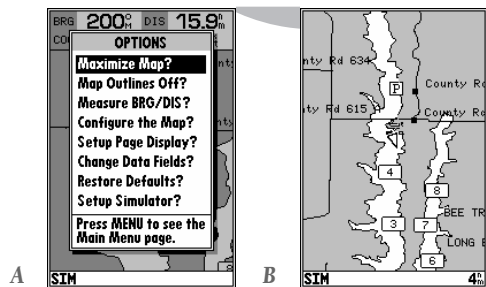 BRG 200°M DIS 15.9nm
OPTIONS
Maximize Map?
Map Outlines Off?
Measure BRG/DIS?
Configure the Map?
Setup Page Display?
Change Data Fields?
Restore Defaults?
Setup Simulator?
Press MENU to see the
Main Menu page.
SIM
A
nty Rd 634
P
County Ro
ty Rd 615
County Ro
4
8
3
7
BEE TR
LONG
6
SIM
4nm
B